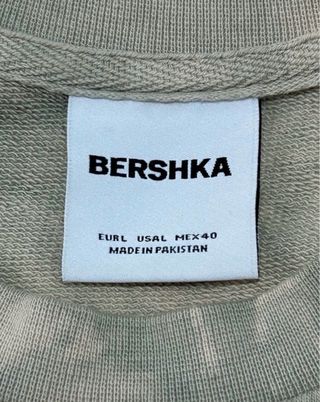 BERSHKA
EUR L USA L MEX 40
MADE IN PAKISTAN